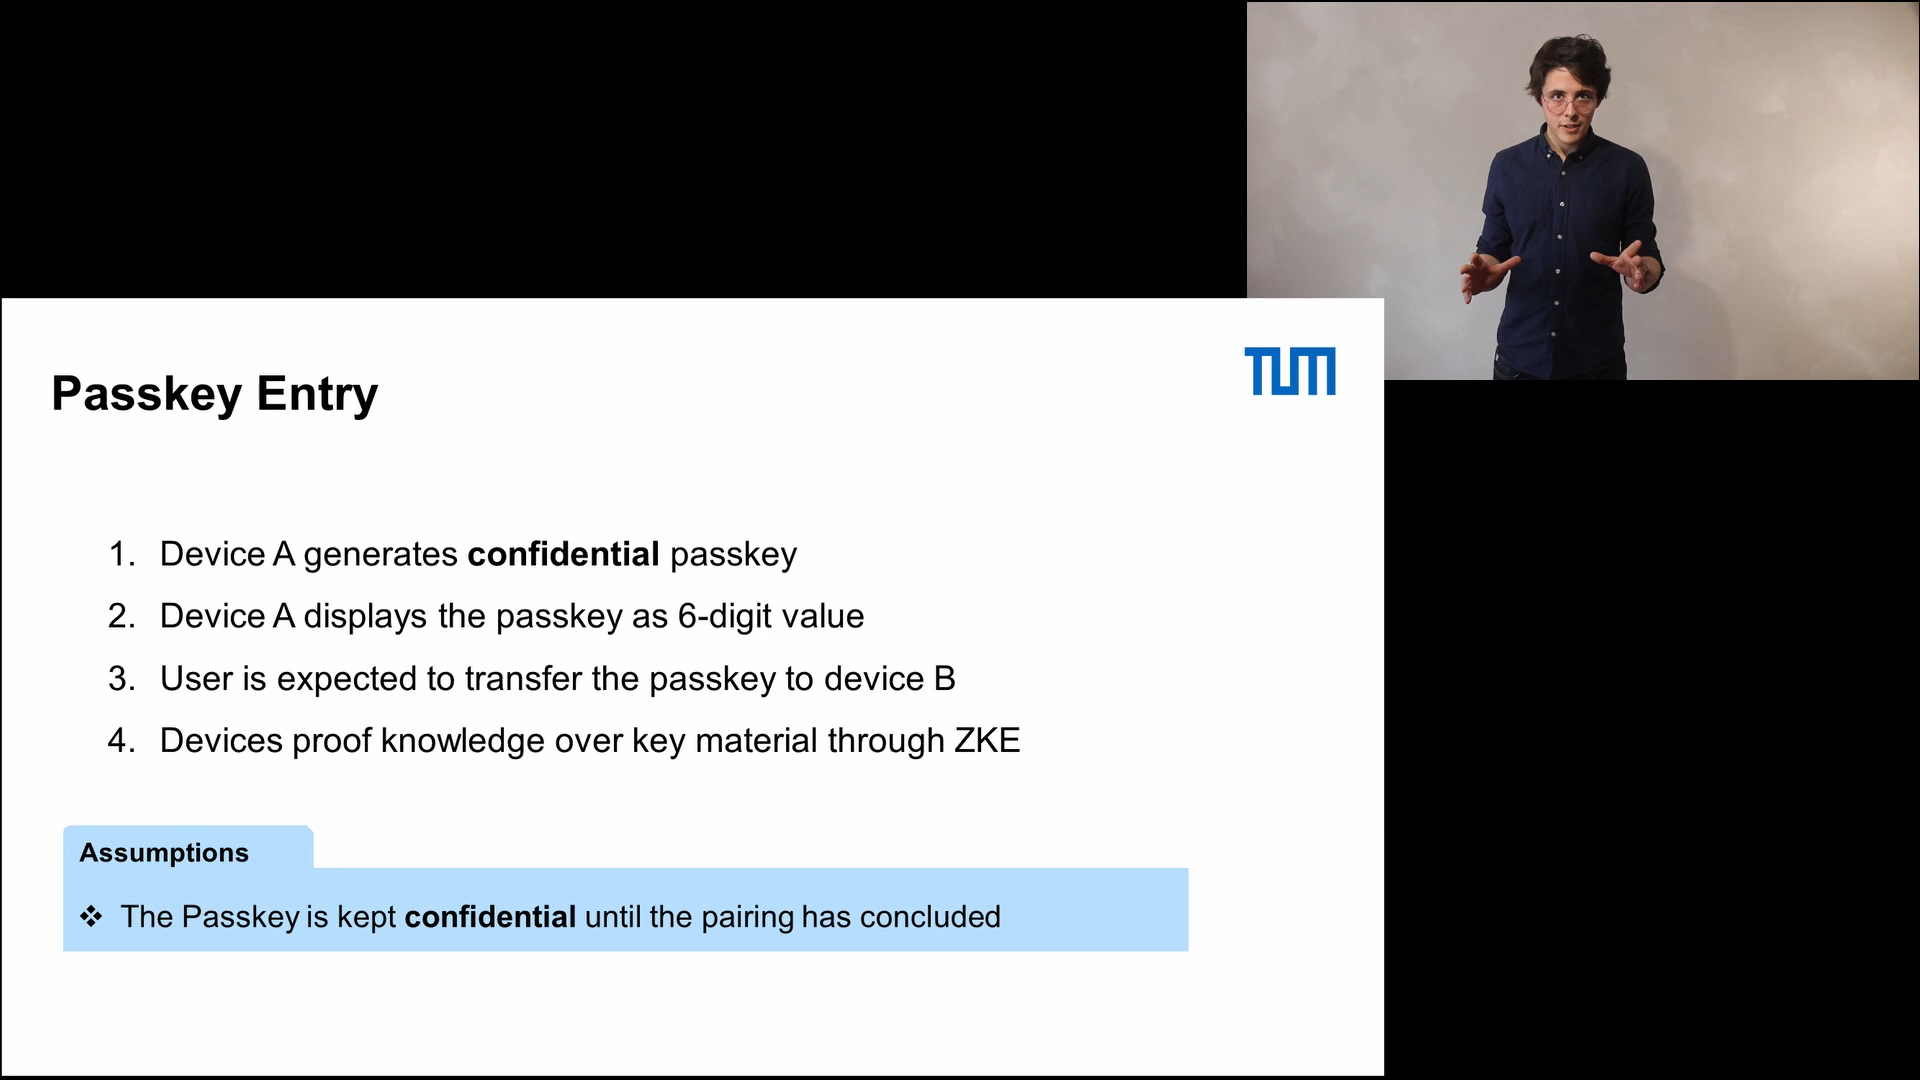 TUM
Passkey Entry
1. Device A generates confidential passkey
2. Device A displays the passkey as 6-digit value
3. User is expected to transfer the passkey to device B
4. Devices proof knowledge over key material through ZKE
Assumptions
❖ The Passkey is kept confidential until the pairing has concluded